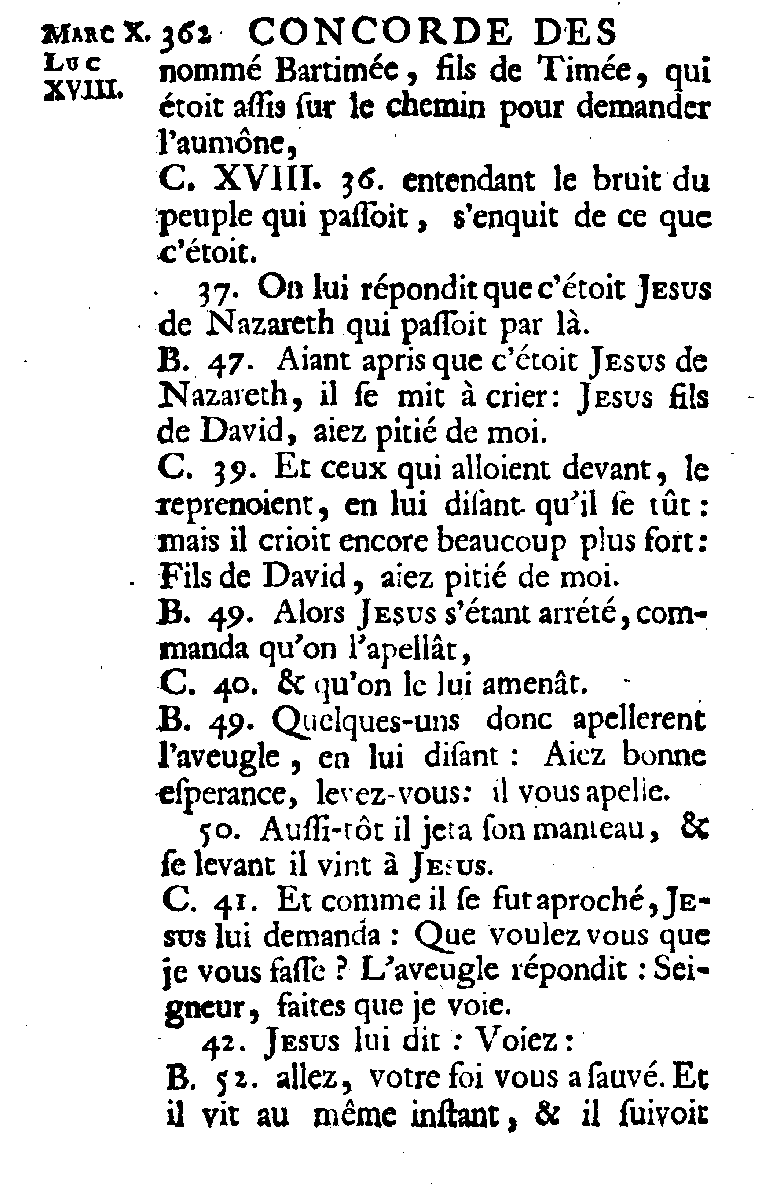 MARC X. 362 CONCORDE DES
LUC
XVIII.
nommé Bartimée, fils de Timée, qui
étoit aſſis ſur le chemin pour demander
l'aumône,
C. XVIII. 36. entendant le bruit du
peuple qui paſſoit, s'enquit de ce que
c'étoit.
37. On lui répondit que c'étoit JESUS
de Nazareth qui paſſoit par là.
B. 47. Aiant apris que c'étoit JESUS de
Nazareth, il ſe mit à crier: JESUS fils
de David, aiez pitié de moi.
C. 39. Et ceux qui alloient devant, le
reprenoient, en lui diſant qu'il ſe tût :
mais il crioit encore beaucoup plus fort:
Fils de David, aiez pitié de moi.
B. 49. Alors JESUS s'étant arrété, com-
manda qu'on l'apellât,
C. 40. & qu'on le lui amenât.
B. 49. Quelques-uns donc apellerent
l'aveugle, en lui diſant : Aiez bonne
eſperance, levez-vous: il vous apelle.
50. Auſſi-tôt il jeta ſon manteau, &
ſe levant il vint à JESUS.
C. 41. Et comme il ſe fut aproché, JE-
SUS lui demanda : Que voulez vous que
je vous faſſe ? L'aveugle répondit : Sei-
gneur, faites que je voie.
42. JESUS lui dit : Voiez :
B. 52. allez, votre foi vous a ſauvé. Et
il vit au même inſtant, & il ſuivoit